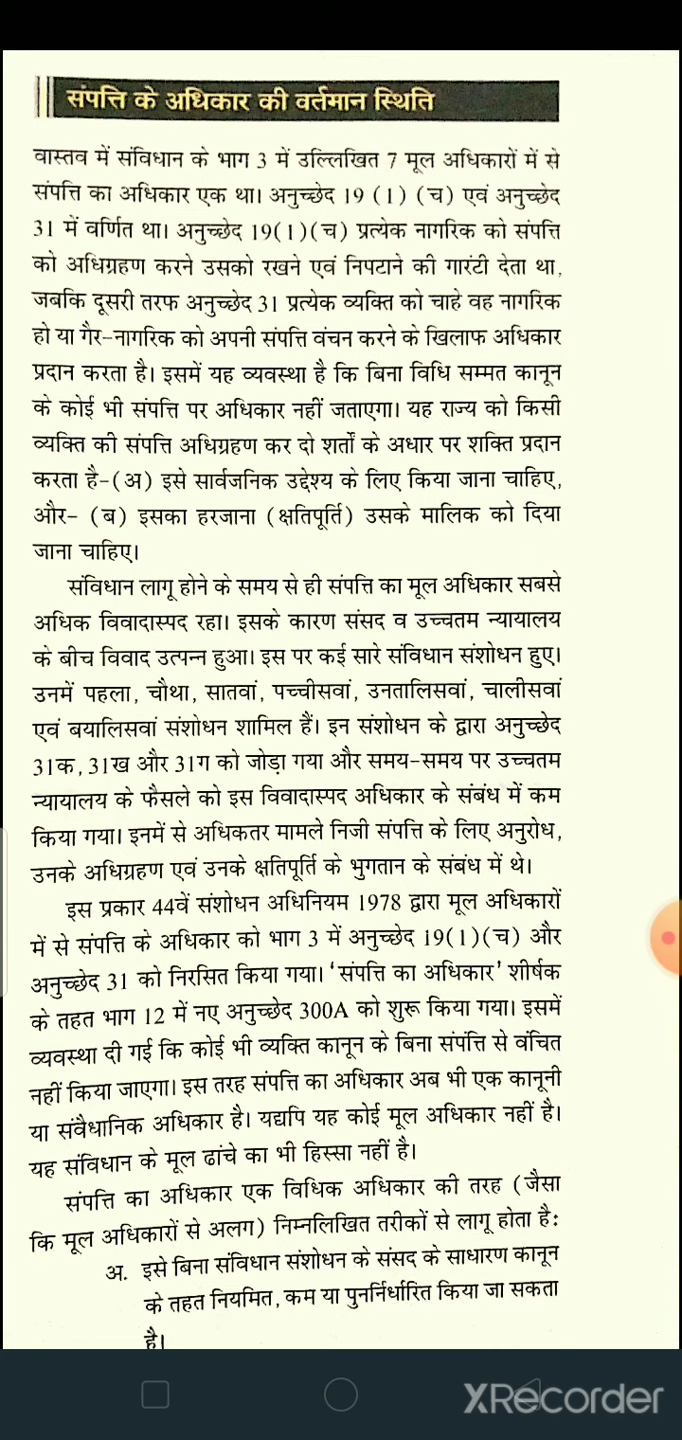 संपत्ति के अधिकार की वर्तमान स्थिति
वास्तव में संविधान के भाग 3 में उल्लिखित 7 मूल अधिकारों में से
संपत्ति का अधिकार एक था। अनुच्छेद 19 (1) (च) एवं अनुच्छेद
31 में वर्णित था। अनुच्छेद 19(1)(च) प्रत्येक नागरिक को संपत्ति
को अधिग्रहण करने उसको रखने एवं निपटाने की गारंटी देता था,
जबकि दूसरी तरफ अनुच्छेद 31 प्रत्येक व्यक्ति को चाहे वह नागरिक
हो या गैर-नागरिक को अपनी संपत्ति वंचन करने के खिलाफ अधिकार
प्रदान करता है। इसमें यह व्यवस्था है कि बिना विधि सम्मत कानून
के कोई भी संपत्ति पर अधिकार नहीं जताएगा। यह राज्य को किसी
व्यक्ति की संपत्ति अधिग्रहण कर दो शर्तों के अधार पर शक्ति प्रदान
करता है-(अ) इसे सार्वजनिक उद्देश्य के लिए किया जाना चाहिए,
और- (ब) इसका हरजाना (क्षतिपूर्ति) उसके मालिक को दिया
जाना चाहिए।
संविधान लागू होने के समय से ही संपत्ति का मूल अधिकार सबसे
अधिक विवादास्पद रहा। इसके कारण संसद व उच्चतम न्यायालय
के बीच विवाद उत्पन्न हुआ। इस पर कई सारे संविधान संशोधन हुए।
उनमें पहला, चौथा, सातवां, पच्चीसवां, उनतालिसवां, चालीसवां
एवं बयालिसवां संशोधन शामिल हैं। इन संशोधन के द्वारा अनुच्छेद
31क, 31ख और 31ग को जोड़ा गया और समय-समय पर उच्चतम
न्यायालय के फैसले को इस विवादास्पद अधिकार के संबंध में कम
किया गया। इनमें से अधिकतर मामले निजी संपत्ति के लिए अनुरोध,
उनके अधिग्रहण एवं उनके क्षतिपूर्ति के भुगतान के संबंध में थे।
इस प्रकार 44वें संशोधन अधिनियम 1978 द्वारा मूल अधिकारों
में से संपत्ति के अधिकार को भाग 3 में अनुच्छेद 19(1)(च) और
अनुच्छेद 31 को निरसित किया गया। 'संपत्ति का अधिकार' शीर्षक
के तहत भाग 12 में नए अनुच्छेद 300A को शुरू किया गया। इसमें
व्यवस्था दी गई कि कोई भी व्यक्ति कानून के बिना संपत्ति से वंचित
नहीं किया जाएगा। इस तरह संपत्ति का अधिकार अब भी एक कानूनी
या संवैधानिक अधिकार है। यद्यपि यह कोई मूल अधिकार नहीं है।
यह संविधान के मूल ढांचे का भी हिस्सा नहीं है।
संपत्ति का अधिकार एक विधिक अधिकार की तरह (जैसा
कि मूल अधिकारों से अलग) निम्नलिखित तरीकों से लागू होता है:
अ. इसे बिना संविधान संशोधन के संसद के साधारण कानून
के तहत नियमित, कम या पुनर्निर्धारित किया जा सकता
है।
XRecorder